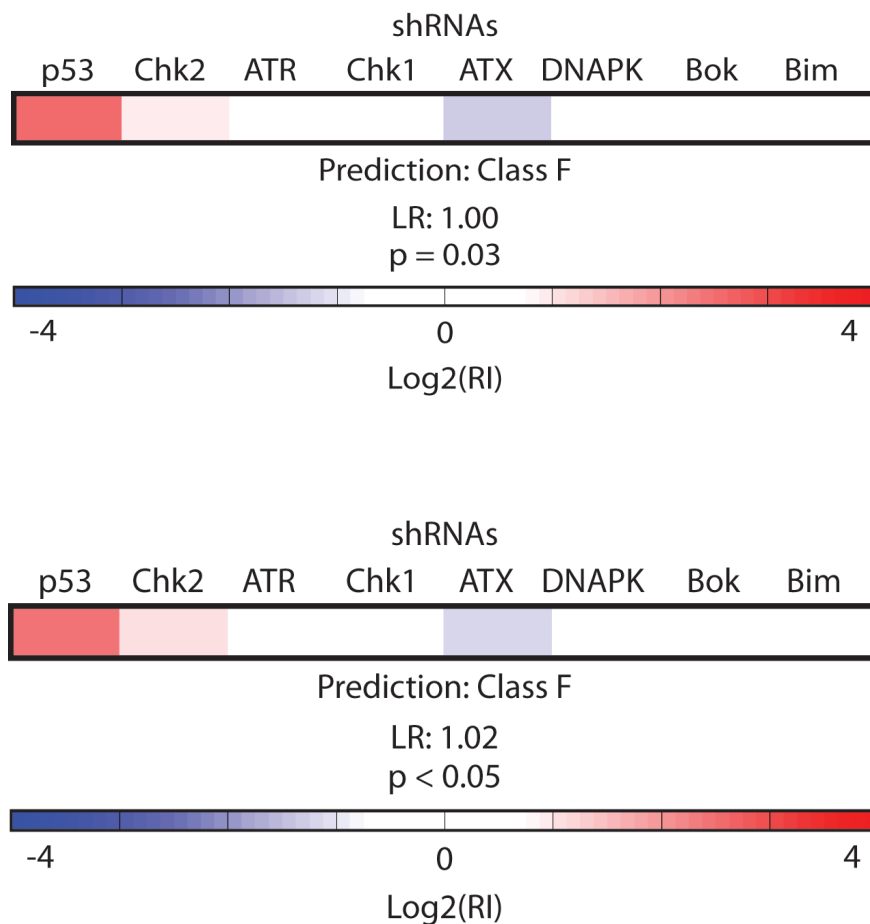 shRNAs
p53 Chk2 ATR Chk1 ATX DNAPK Bok Bim
Prediction: Class F
LR: 1.00
p = 0.03
-4 0 4
Log2(RI)
shRNAs
p53 Chk2 ATR Chk1 ATX DNAPK Bok Bim
Prediction: Class F
LR: 1.02
p < 0.05
-4 0 4
Log2(RI)